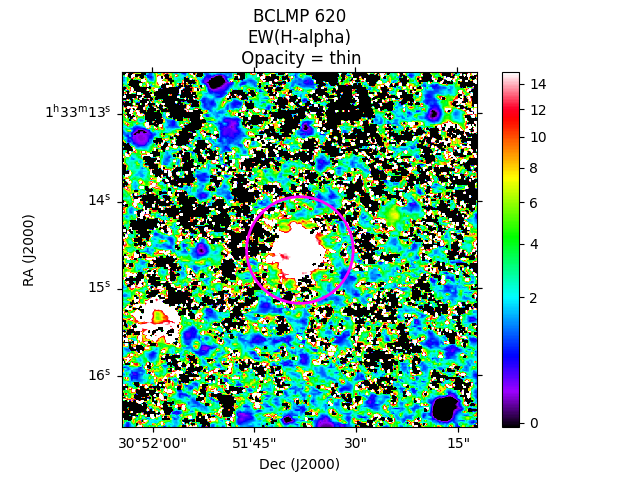 BCLMP 620
EW(H-alpha)
Opacity = thin
1ʰ33ᵐ13ˢ
14ˢ
15ˢ
16ˢ
RA (J2000)
30°52'00"
51'45"
30"
15"
Dec (J2000)
14
12
10
8
6
4
2
0